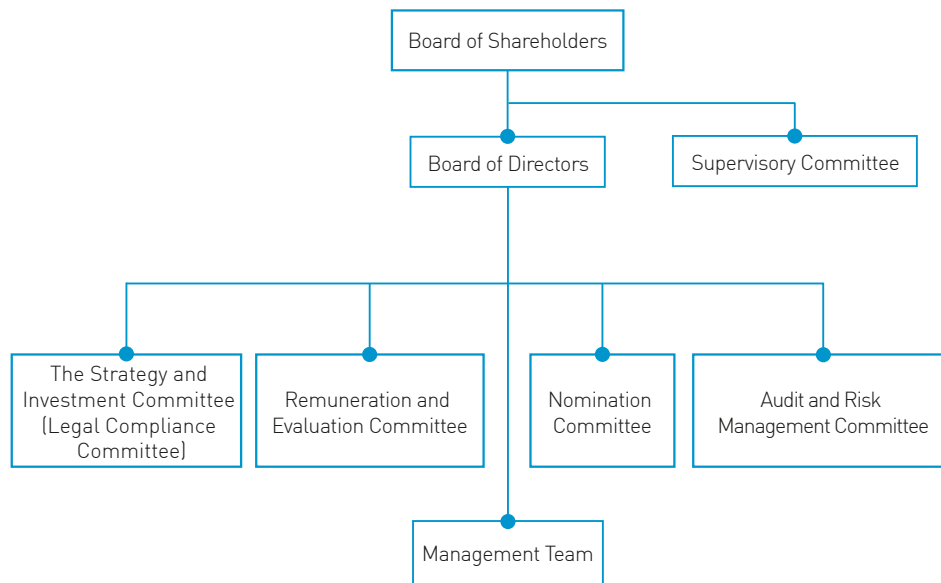 Board of Shareholders
Board of Directors
Supervisory Committee
The Strategy and
Investment Committee
(Legal Compliance
Committee)
Remuneration and
Evaluation Committee
Nomination
Committee
Audit and Risk
Management Committee
Management Team